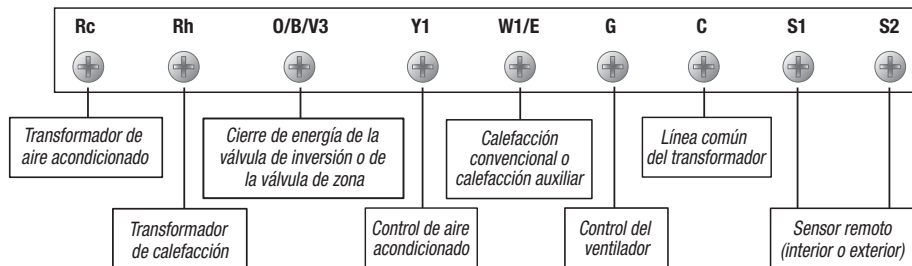 Rc Rh O/B/V3 Y1 W1/E G C S1 S2
Transformador de
aire acondicionado
Cierre de energía de la
válvula de inversión o de
la válvula de zona
Calefacción
convencional o
calefacción auxiliar
Línea común
del transformador
Transformador
de calefacción
Control de aire
acondicionado
Control del
ventilador
Sensor remoto
(interior o exterior)